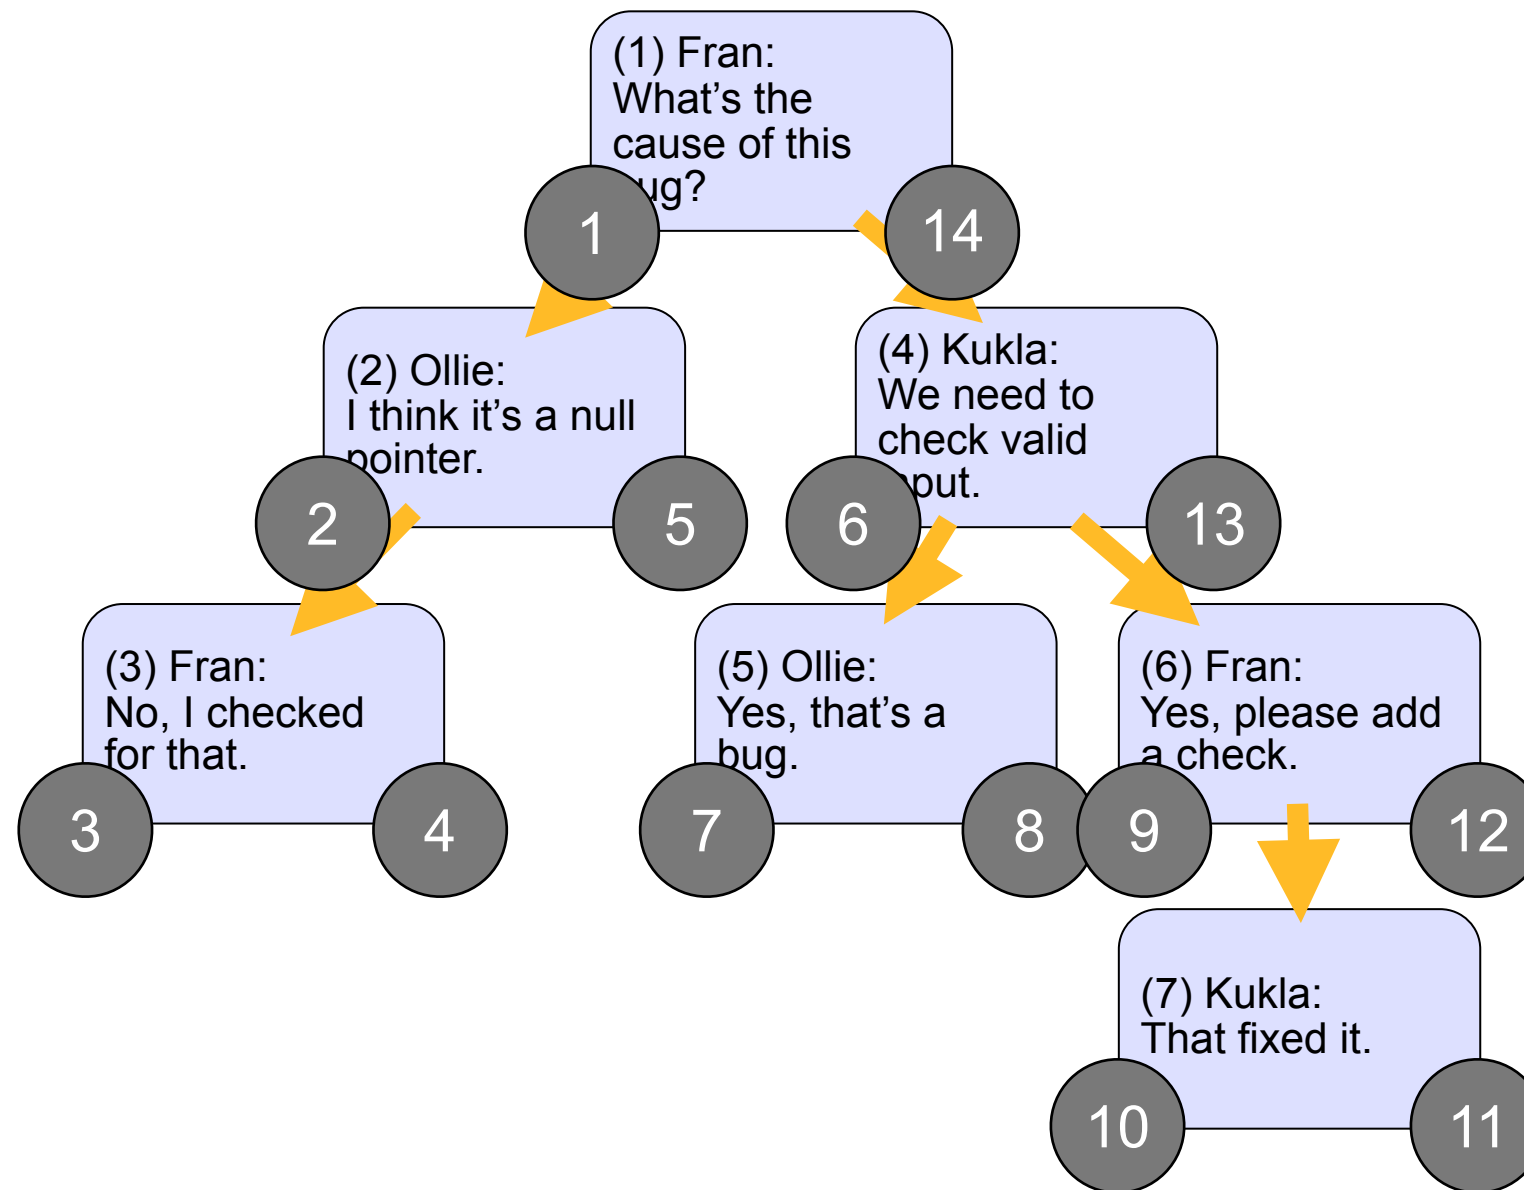 (1) Fran:
What's the
cause of this
ug?
1
14
(2) Ollie:
I think it's a null
pointer.
2
5
(4) Kukla:
We need to
check valid
put.
6
13
(3) Fran:
No, I checked
for that.
3
4
(5) Ollie:
Yes, that's a
bug.
7
8
(6) Fran:
Yes, please add
a check.
9
12
(7) Kukla:
That fixed it.
10
11